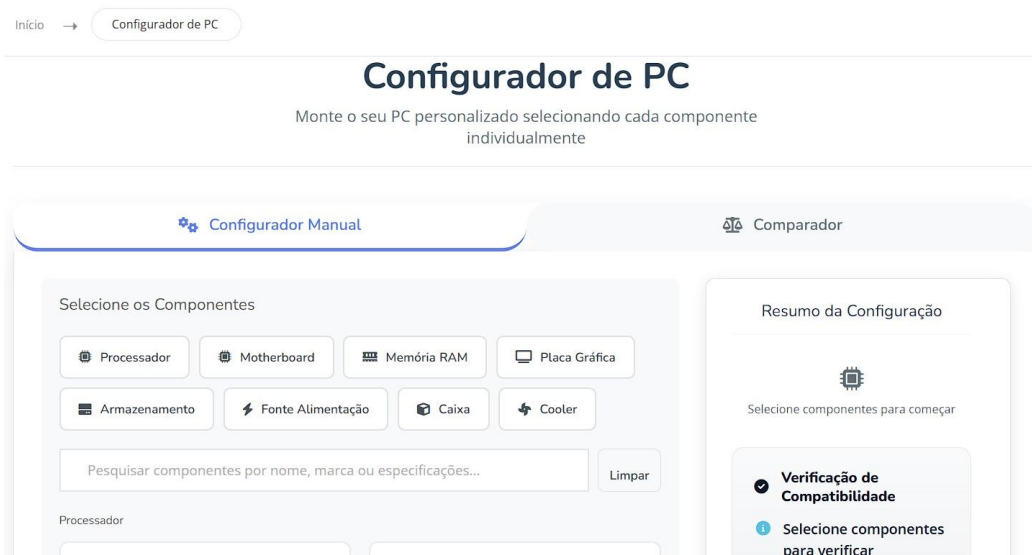 Início → Configurador de PC
Configurador de PC
Monte o seu PC personalizado selecionando cada componente
individualmente
Configurador Manual
Comparador
Selecione os Componentes
Processador
Motherboard
Memória RAM
Placa Gráfica
Armazenamento
Fonte Alimentação
Caixa
Cooler
Pesquisar componentes por nome, marca ou especificações...
Limpar
Processador
Resumo da Configuração
Selecione componentes para começar
Verificação de
Compatibilidade
Selecione componentes
para verificar